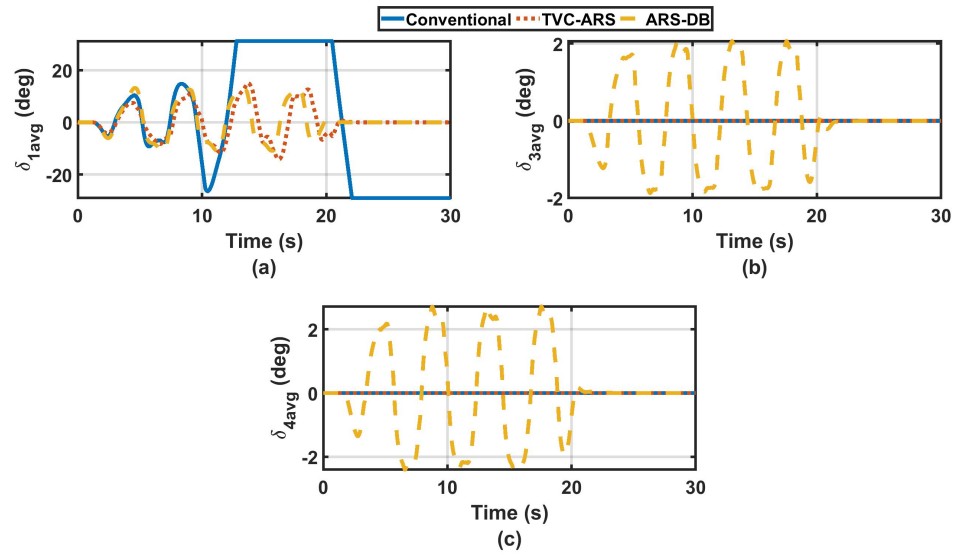 Conventional TVC-ARS ARS-DB
δ1avg (deg)
20
0
-20
0 10 20 30
Time (s)
(a)
δ3avg (deg)
2
0
-2
0 10 20 30
Time (s)
(b)
δ4avg (deg)
2
0
-2
0 10 20 30
Time (s)
(c)